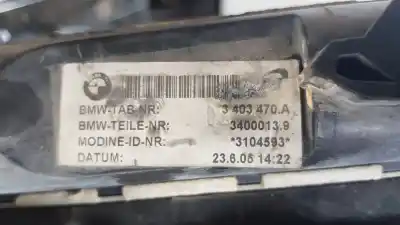 BMW-TAB-NR: 3 403 470.A
BMW-TEILE-NR: 3400013.9
MODINE-ID-NR: *3104593*
DATUM: 23.6.05 14:22